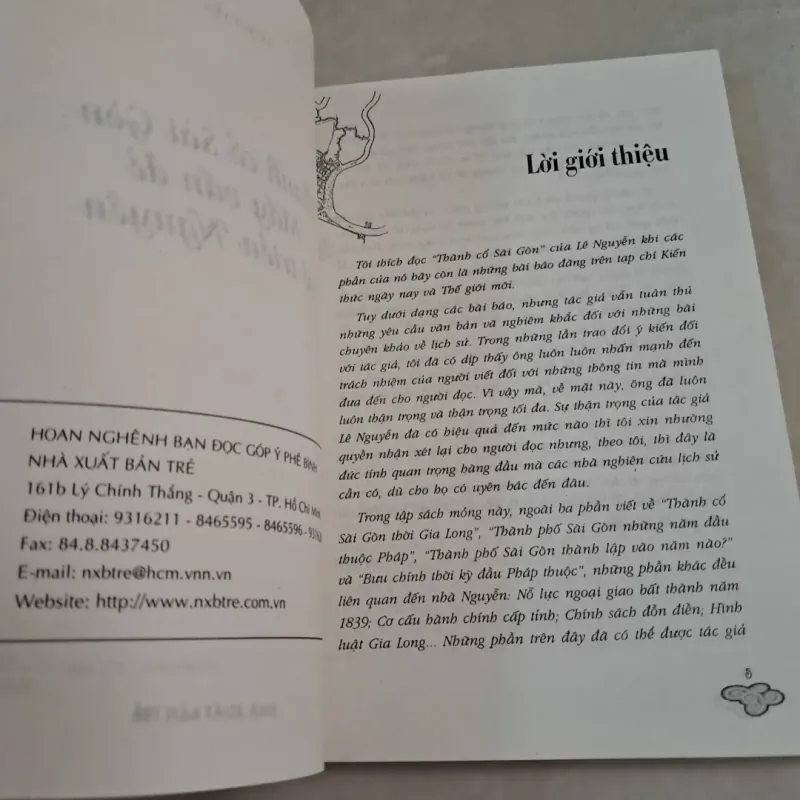 HOAN NGHÊNH BẠN ĐỌC GÓP Ý PHÊ BÌNH
NHÀ XUẤT BẢN TRẺ
161b Lý Chính Thắng - Quận 3 - TP. Hồ Chí Minh
Điện thoại: 9316211 - 8465595 - 8465596
Fax: 84.8.8437450
E-mail: nxbtre@hcm.vnn.vn
Website: http://www.nxbtre.com.vn
Lời giới thiệu
Tôi thích đọc "Thành cổ Sài Gòn" của Lê Nguyễn khi các
phần của nó hãy còn là những bài báo đăng trên tạp chí Kiến
thức ngày nay và Thế giới mới.
Tuy dưới dạng các bài báo, nhưng tác giả vẫn tuân thủ
những yêu cầu văn bản và nghiêm khắc đối với những bài
chuyên khảo về lịch sử. Trong những lần trao đổi ý kiến đối
với tác giả, tôi đã có dịp thấy ông luôn luôn nhấn mạnh đến
trách nhiệm của người viết đối với những thông tin mà mình
đưa đến cho người đọc. Vì vậy mà, về mặt này, ông đã luôn
luôn thận trọng và thận trọng tối đa. Sự thận trọng của tác giả
Lê Nguyễn đã có hiệu quả đến mức nào thì tôi xin nhường
quyền nhận xét lại cho người đọc nhưng, theo tôi, thì đây là
đức tính quan trọng hàng đầu mà các nhà nghiên cứu lịch sử
cần có, dù cho họ có uyên bác đến đâu.
Trong tập sách mỏng này, ngoài ba phần viết về "Thành cổ
Sài Gòn thời Gia Long", "Thành phố Sài Gòn những năm đầu
thuộc Pháp", "Thành phố Sài Gòn thành lập vào năm nào?"
và "Bưu chính thời kỳ đầu Pháp thuộc", những phần khác đều
liên quan đến nhà Nguyễn: Nỗ lực ngoại giao bất thành năm
1839; Cơ cấu hành chính cấp tỉnh; Chính sách đồn điền; Hình
luật Gia Long... Những phần trên đây đã có thể được tác giả
5